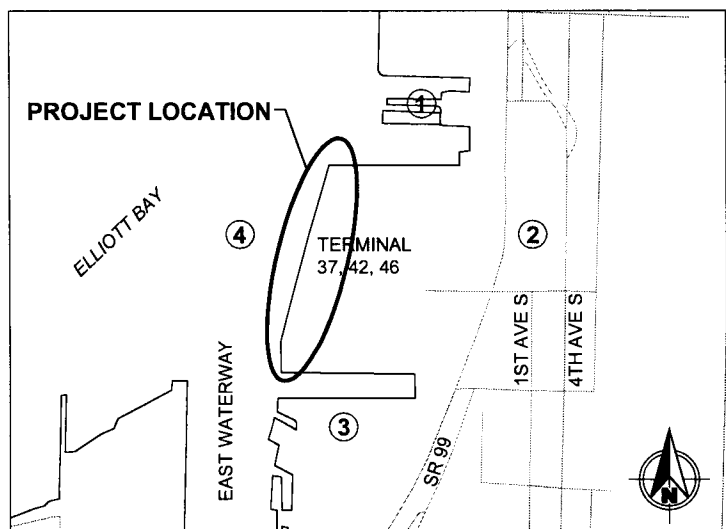 1
PROJECT LOCATION
ELLIOTT BAY
4
2
TERMINAL
37, 42, 46
1ST AVE S
4TH AVE S
EAST WATERWAY
3
SR 99
N